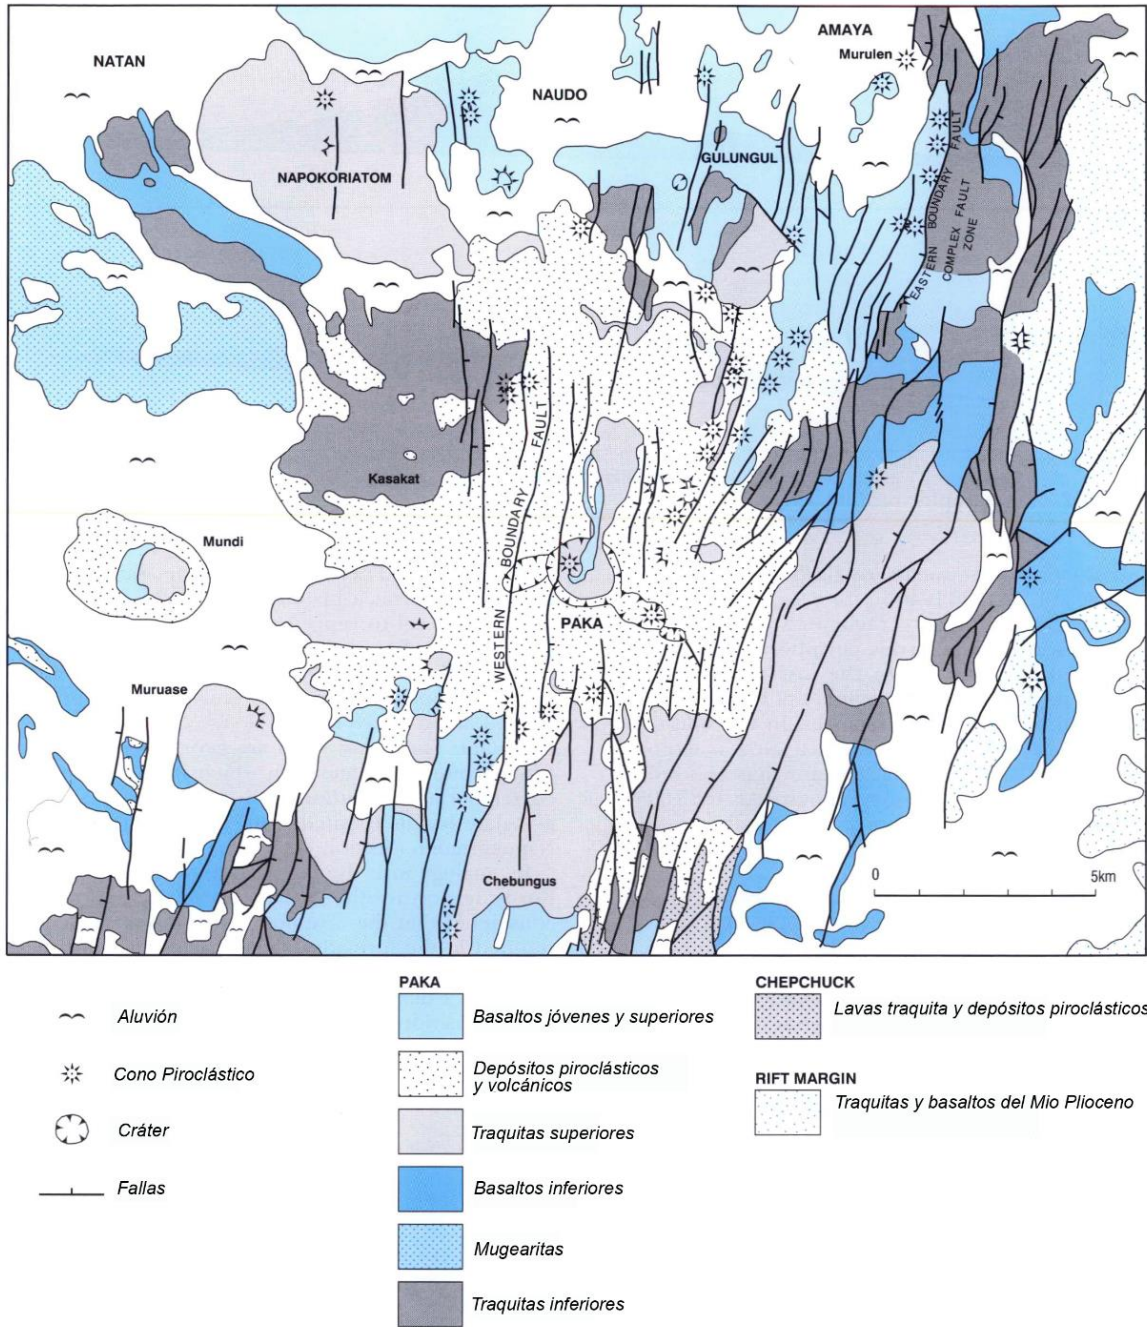 NATAN
AMAYA
Murulen
NAUDO
NAPOKORIATOM
GULUNGUL
EASTERN BOUNDARY FAULT
COMPLEX FAULT
ZONE
Kasakat
WESTERN BOUNDARY FAULT
Mundi
PAKA
Muruase
Chebungus
0 5km
Aluvión
Cono Piroclástico
Cráter
Fallas
PAKA
Basaltos jóvenes y superiores
Depósitos piroclásticos
y volcánicos
Traquitas superiores
Basaltos inferiores
Mugearitas
Traquitas inferiores
CHEPCHUCK
Lavas traquita y depósitos piroclásticos
RIFT MARGIN
Traquitas y basaltos del Mio Plioceno